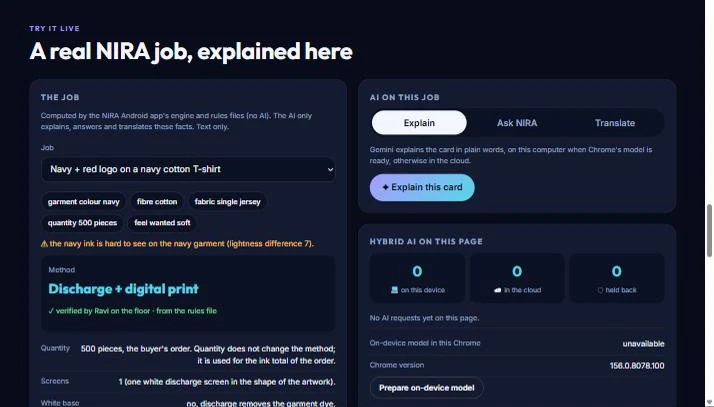 TRY IT LIVE
A real NIRA job, explained here
THE JOB
Computed by the NIRA Android app's engine and rules files (no AI). The AI only
explains, answers and translates these facts. Text only.
Job
Navy + red logo on a navy cotton T-shirt
garment colour navy
fibre cotton
fabric single jersey
quantity 500 pieces
feel wanted soft
⚠ the navy ink is hard to see on the navy garment (lightness difference 7).
Method
Discharge + digital print
✓ verified by Ravi on the floor · from the rules file
Quantity 500 pieces, the buyer's order. Quantity does not change the method;
it is used for the ink total of the order.
Screens 1 (one white discharge screen in the shape of the artwork).
White base no, discharge removes the garment dye.
AI ON THIS JOB
Explain Ask NIRA Translate
Gemini explains the card in plain words, on this computer when Chrome's model is
ready, otherwise in the cloud.
✦ Explain this card
HYBRID AI ON THIS PAGE
0 0 0
on this device in the cloud held back
No AI requests yet on this page.
On-device model in this Chrome unavailable
Chrome version 156.0.8078.100
Prepare on-device model